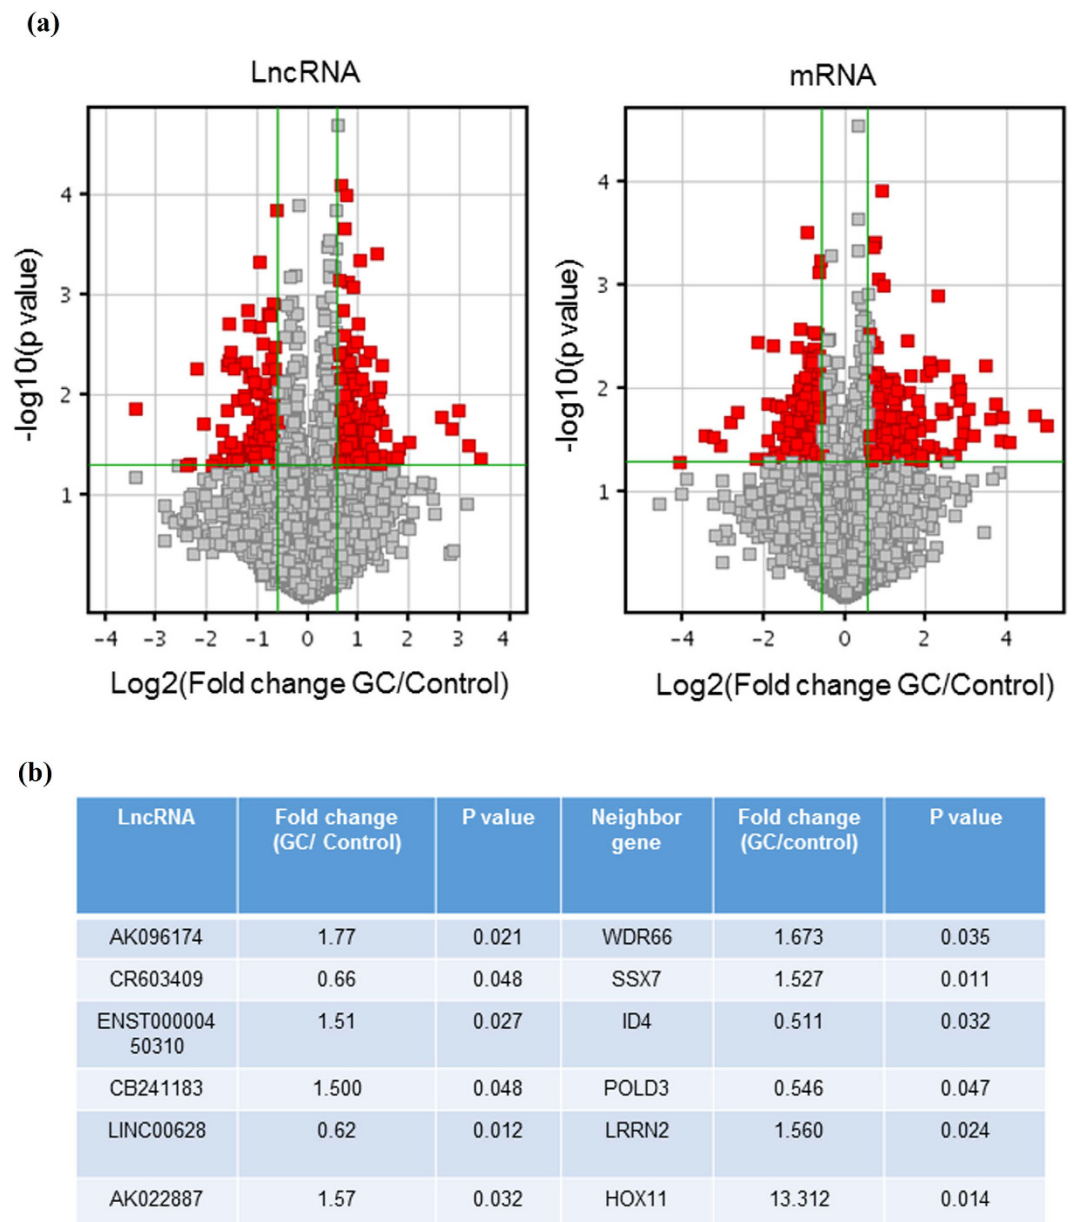 (a)
LncRNA
mRNA
-log10(p value)
4
3
2
1
-4 -3 -2 -1 0 1 2 3 4
Log2(Fold change GC/Control)
-log10(p value)
4
3
2
1
-4 -2 0 2 4
Log2(Fold change GC/Control)
(b)
LncRNA Fold change (GC/ Control) P value Neighbor gene Fold change (GC/control) P value
AK096174 1.77 0.021 WDR66 1.673 0.035
CR603409 0.66 0.048 SSX7 1.527 0.011
ENST000004 50310 1.51 0.027 ID4 0.511 0.032
CB241183 1.500 0.048 POLD3 0.546 0.047
LINC00628 0.62 0.012 LRRN2 1.560 0.024
AK022887 1.57 0.032 HOX11 13.312 0.014